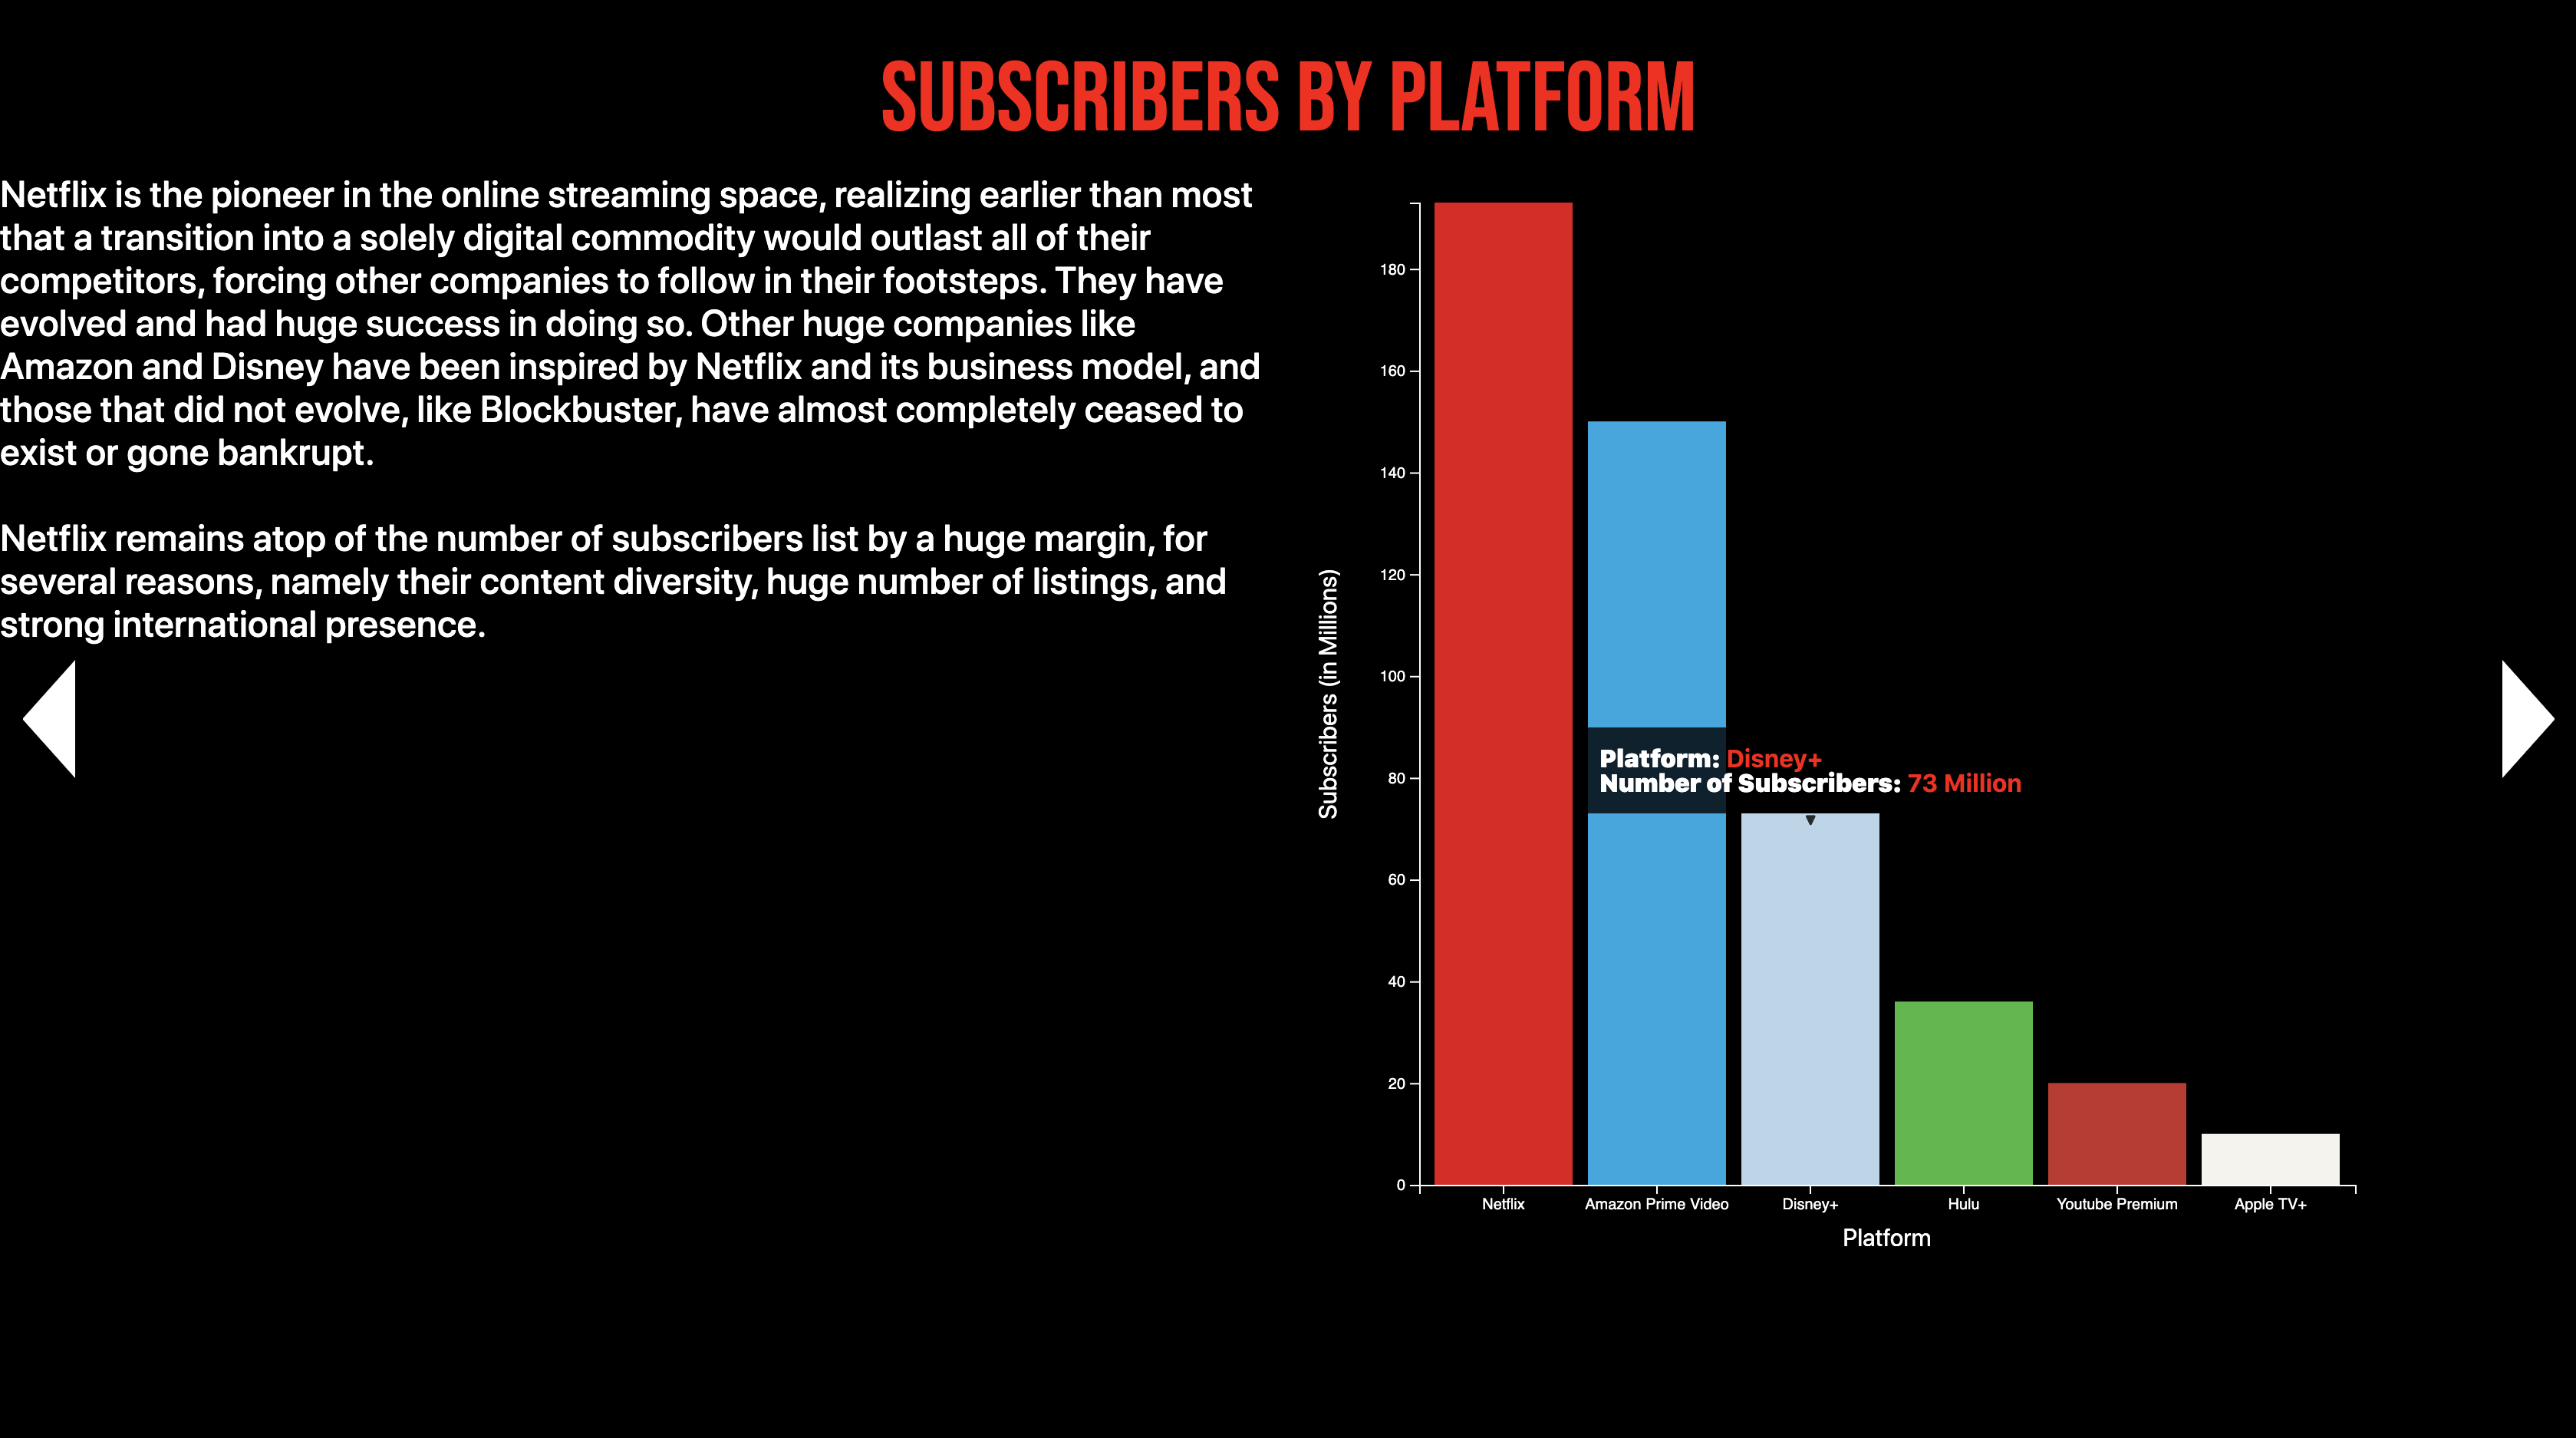 SUBSCRIBERS BY PLATFORM
Netflix is the pioneer in the online streaming space, realizing earlier than most
that a transition into a solely digital commodity would outlast all of their
competitors, forcing other companies to follow in their footsteps. They have
evolved and had huge success in doing so. Other huge companies like
Amazon and Disney have been inspired by Netflix and its business model, and
those that did not evolve, like Blockbuster, have almost completely ceased to
exist or gone bankrupt.
Netflix remains atop of the number of subscribers list by a huge margin, for
several reasons, namely their content diversity, huge number of listings, and
strong international presence.
Subscribers (in Millions)
180
160
140
120
100
80
60
40
20
0
Platform: Disney+
Number of Subscribers: 73 Million
Netflix
Amazon Prime Video
Disney+
Hulu
Youtube Premium
Apple TV+
Platform